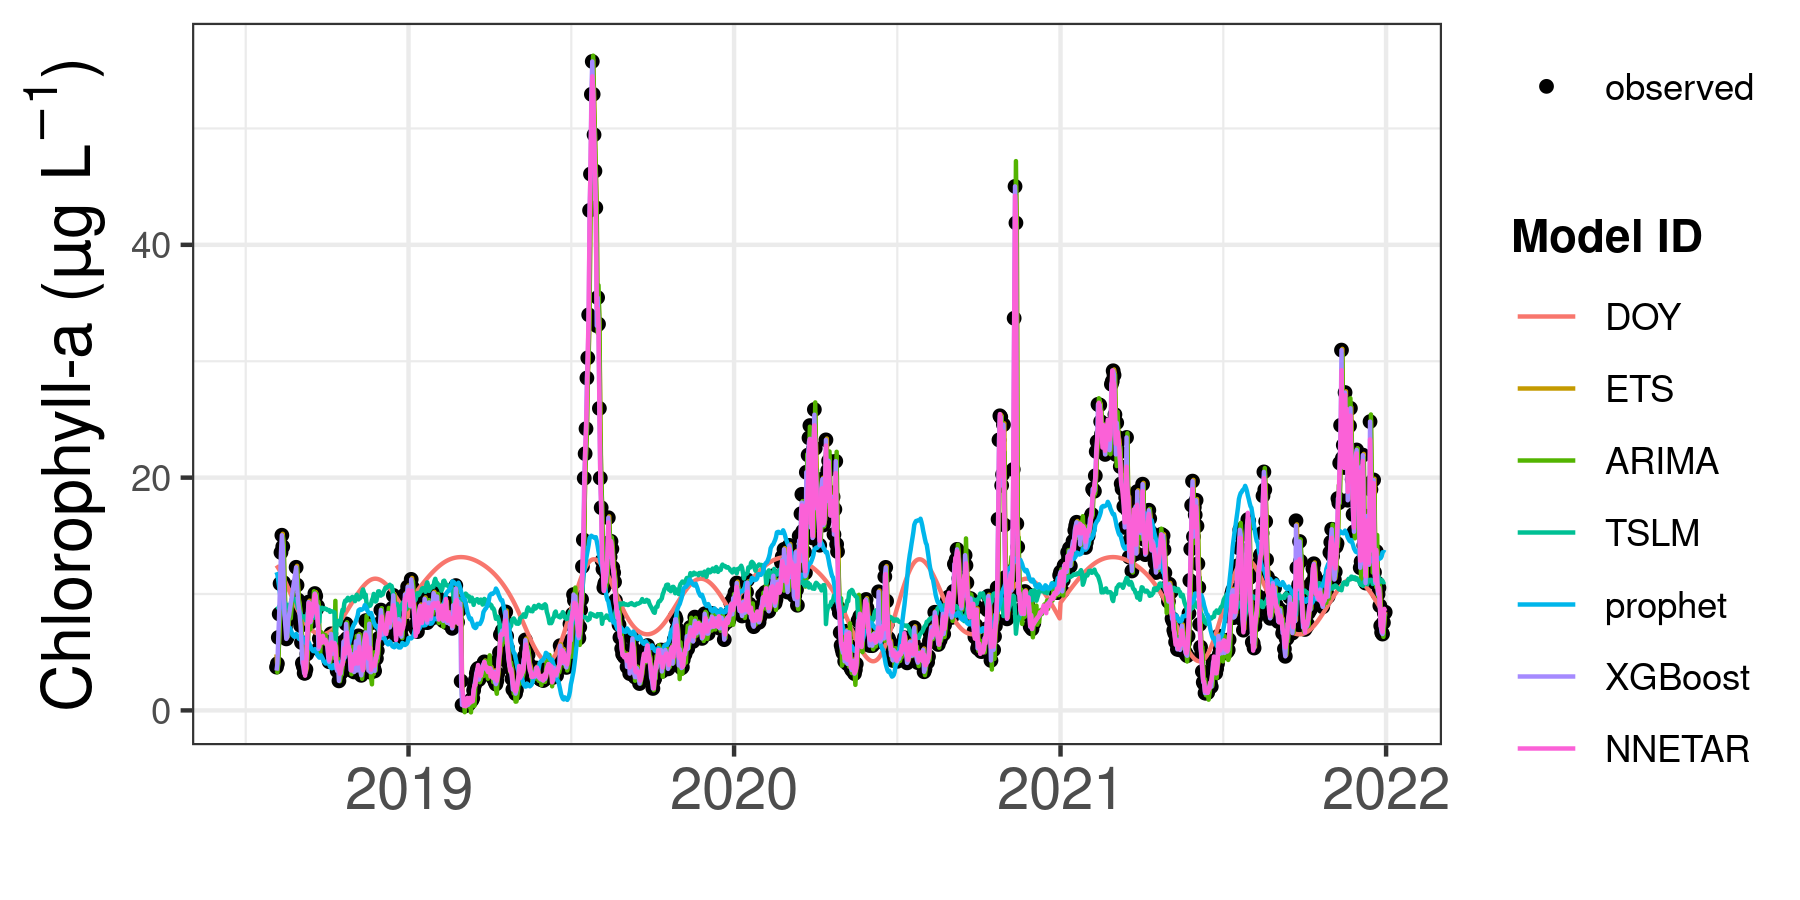 Chlorophyll-a (µg L⁻¹)
40
20
0
2019 2020 2021 2022
observed
Model ID
DOY
ETS
ARIMA
TSLM
prophet
XGBoost
NNETAR